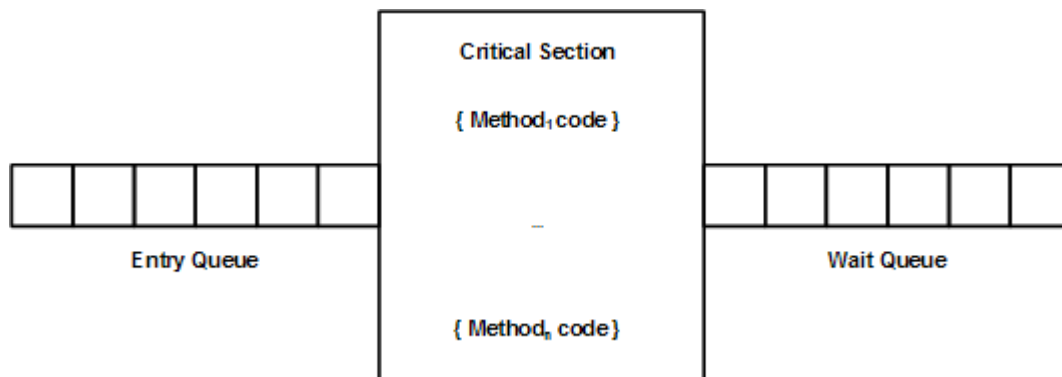 Critical Section
{ Method₁ code }
...
Entry Queue
Wait Queue
{ Methodₙ code }